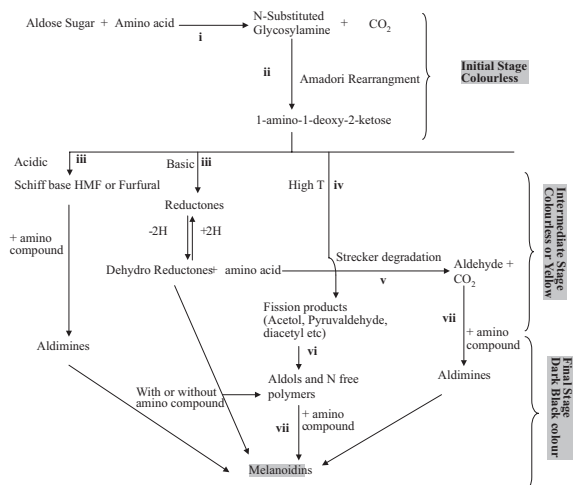 Aldose Sugar + Amino acid
i
N-Substituted
Glycosylamine
+ CO2
ii
Amadori Rearrangment
Initial Stage
Colourless
1-amino-1-deoxy-2-ketose
Acidic
iii
Basic
iii
High T
iv
Schiff base HMF or Furfural
Reductones
-2H
+2H
+ amino
compound
Dehydro Reductones+ amino acid
Strecker degradation
v
Aldehyde +
CO2
Intermediate Stage
Colourless or Yellow
Fission products
(Acetol, Pyruvaldehyde,
diacetyl etc)
vii
+ amino
compound
Aldimines
vi
Aldols and N free
polymers
Aldimines
With or without
amino compound
vii
+ amino
compound
Final Stage
Dark Black colour
Melanoidins